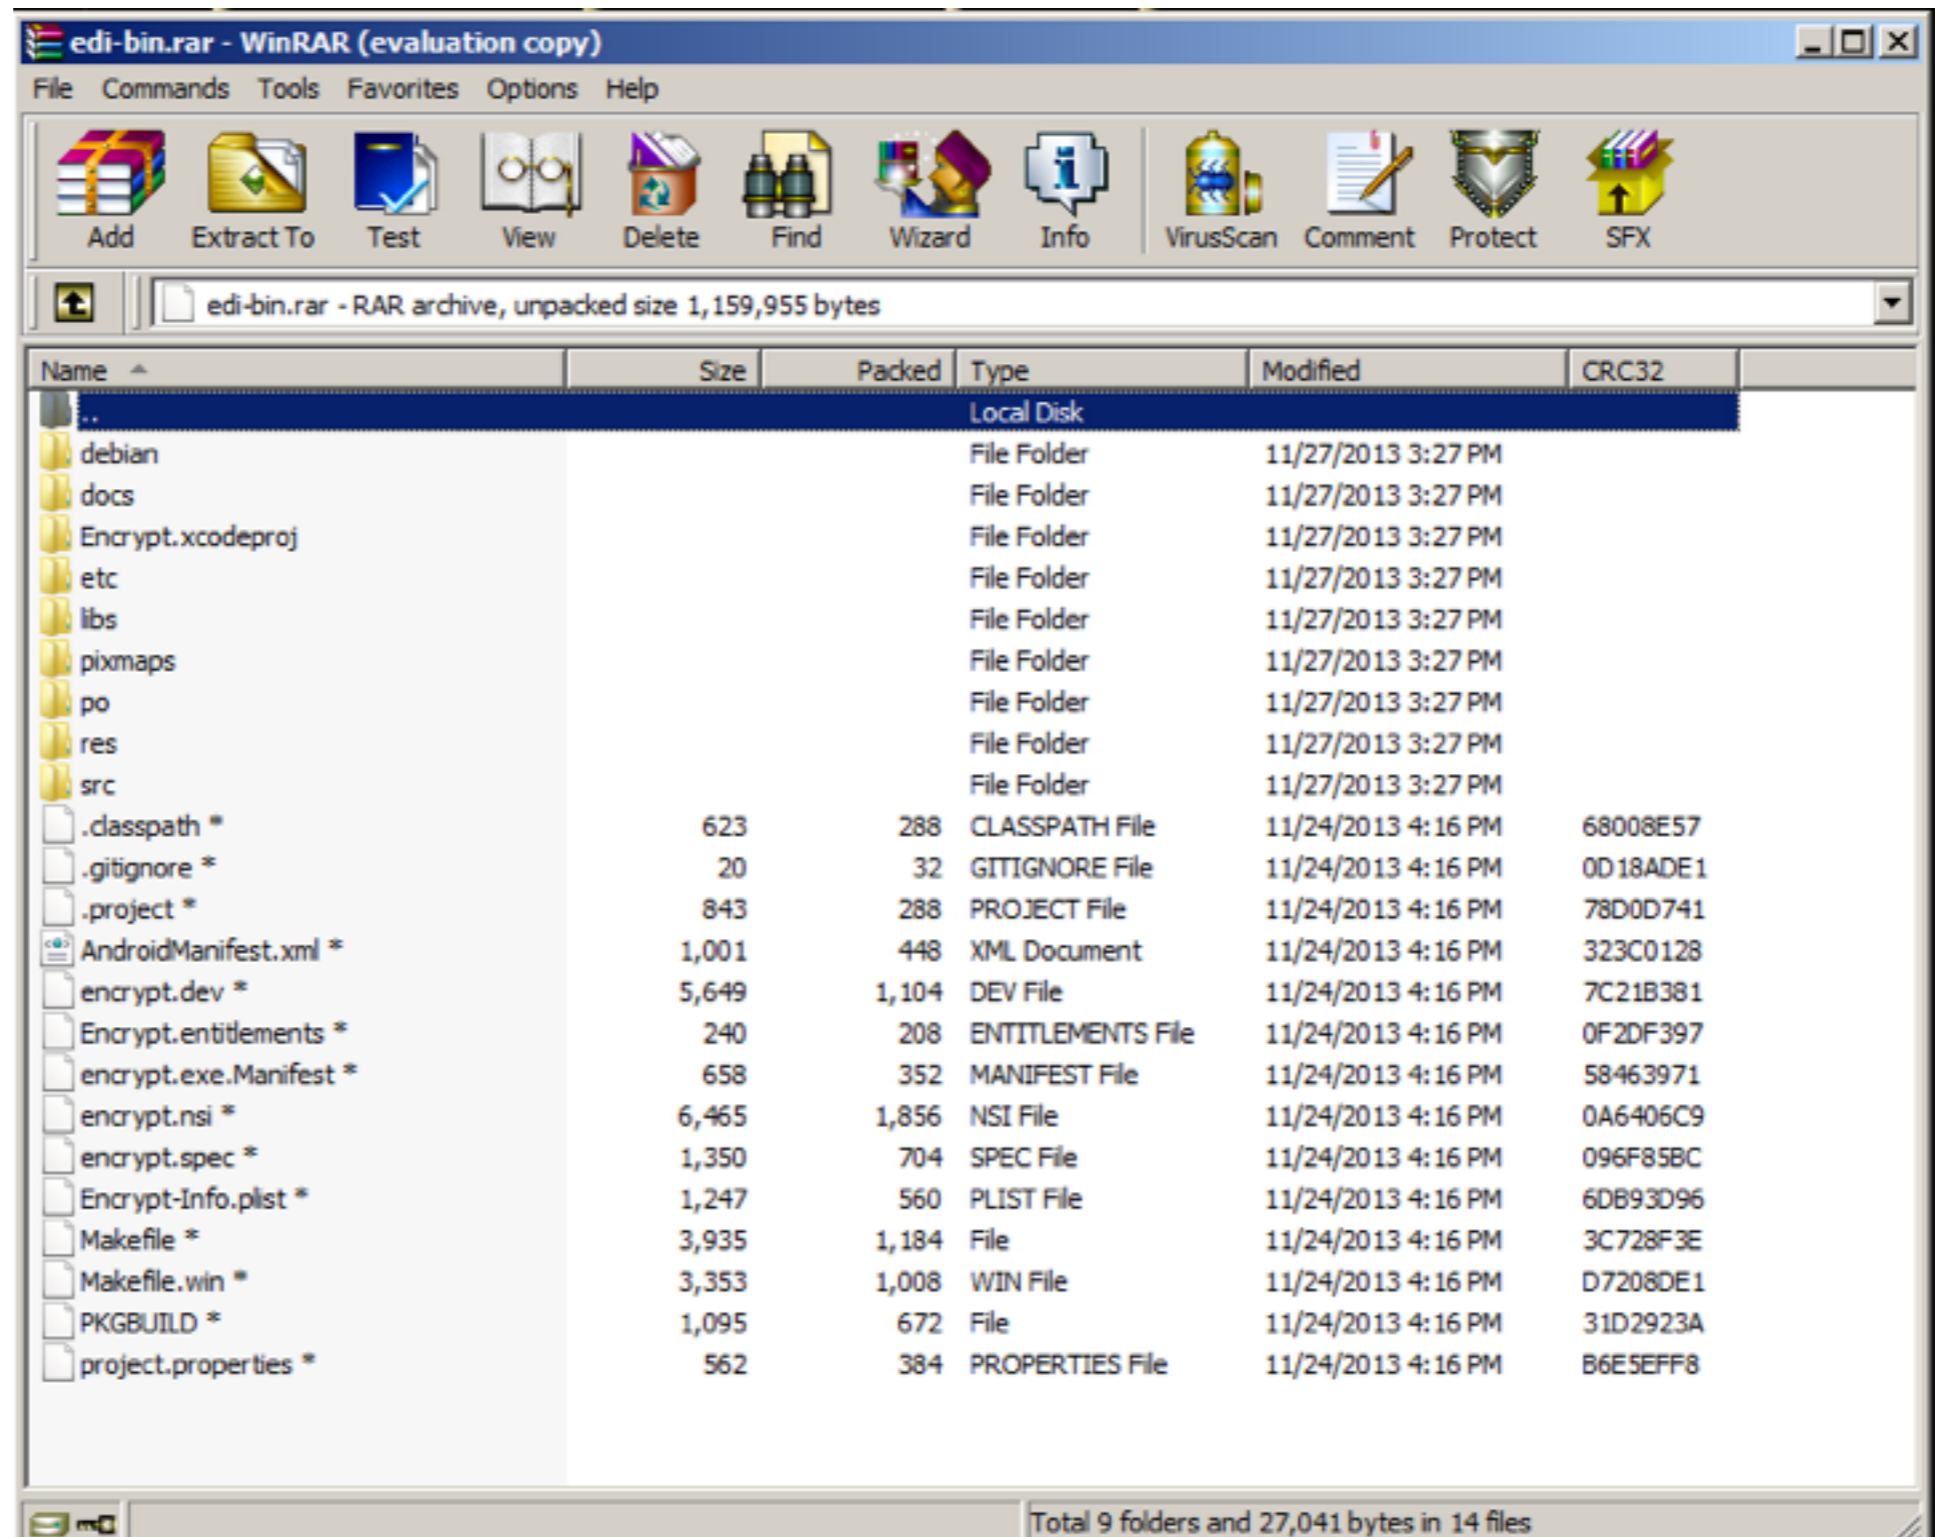 edi-bin.rar - WinRAR (evaluation copy)
File Commands Tools Favorites Options Help
Add Extract To Test View Delete Find Wizard Info VirusScan Comment Protect SFX
edi-bin.rar - RAR archive, unpacked size 1,159,955 bytes
Name Size Packed Type Modified CRC32
.. Local Disk
debian File Folder 11/27/2013 3:27 PM
docs File Folder 11/27/2013 3:27 PM
Encrypt.xcodeproj File Folder 11/27/2013 3:27 PM
etc File Folder 11/27/2013 3:27 PM
libs File Folder 11/27/2013 3:27 PM
pixmaps File Folder 11/27/2013 3:27 PM
po File Folder 11/27/2013 3:27 PM
res File Folder 11/27/2013 3:27 PM
src File Folder 11/27/2013 3:27 PM
.classpath * 623 288 CLASSPATH File 11/24/2013 4:16 PM 68008E57
.gitignore * 20 32 GITIGNORE File 11/24/2013 4:16 PM 0D18ADE1
.project * 843 288 PROJECT File 11/24/2013 4:16 PM 78D0D741
AndroidManifest.xml * 1,001 448 XML Document 11/24/2013 4:16 PM 323C0128
encrypt.dev * 5,649 1,104 DEV File 11/24/2013 4:16 PM 7C21B381
Encrypt.entitlements * 240 208 ENTITLEMENTS File 11/24/2013 4:16 PM 0F2DF397
encrypt.exe.Manifest * 658 352 MANIFEST File 11/24/2013 4:16 PM 58463971
encrypt.nsi * 6,465 1,856 NSI File 11/24/2013 4:16 PM 0A6406C9
encrypt.spec * 1,350 704 SPEC File 11/24/2013 4:16 PM 096F85BC
Encrypt-Info.plist * 1,247 560 PLIST File 11/24/2013 4:16 PM 6DB93D96
Makefile * 3,935 1,184 File 11/24/2013 4:16 PM 3C728F3E
Makefile.win * 3,353 1,008 WIN File 11/24/2013 4:16 PM D7208DE1
PKGBUILD * 1,095 672 File 11/24/2013 4:16 PM 31D2923A
project.properties * 562 384 PROPERTIES File 11/24/2013 4:16 PM B6E5EFF8
Total 9 folders and 27,041 bytes in 14 files